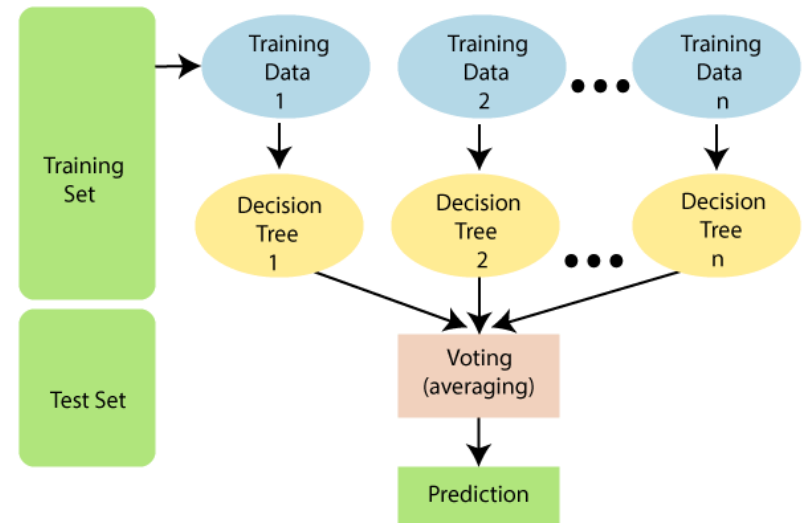 Training
Set
Test Set
Training
Data
1
Training
Data
2
Training
Data
n
Decision
Tree
1
Decision
Tree
2
Decision
Tree
n
Voting
(averaging)
Prediction